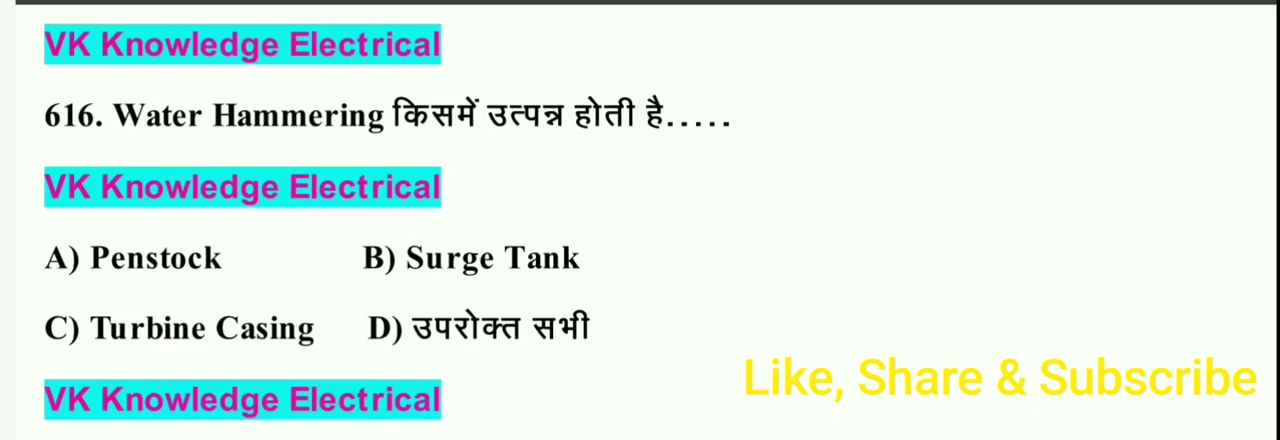 VK Knowledge Electrical
616. Water Hammering किसमें उत्पन्न होती है.....
VK Knowledge Electrical
A) Penstock B) Surge Tank
C) Turbine Casing D) उपरोक्त सभी
Like, Share & Subscribe
VK Knowledge Electrical